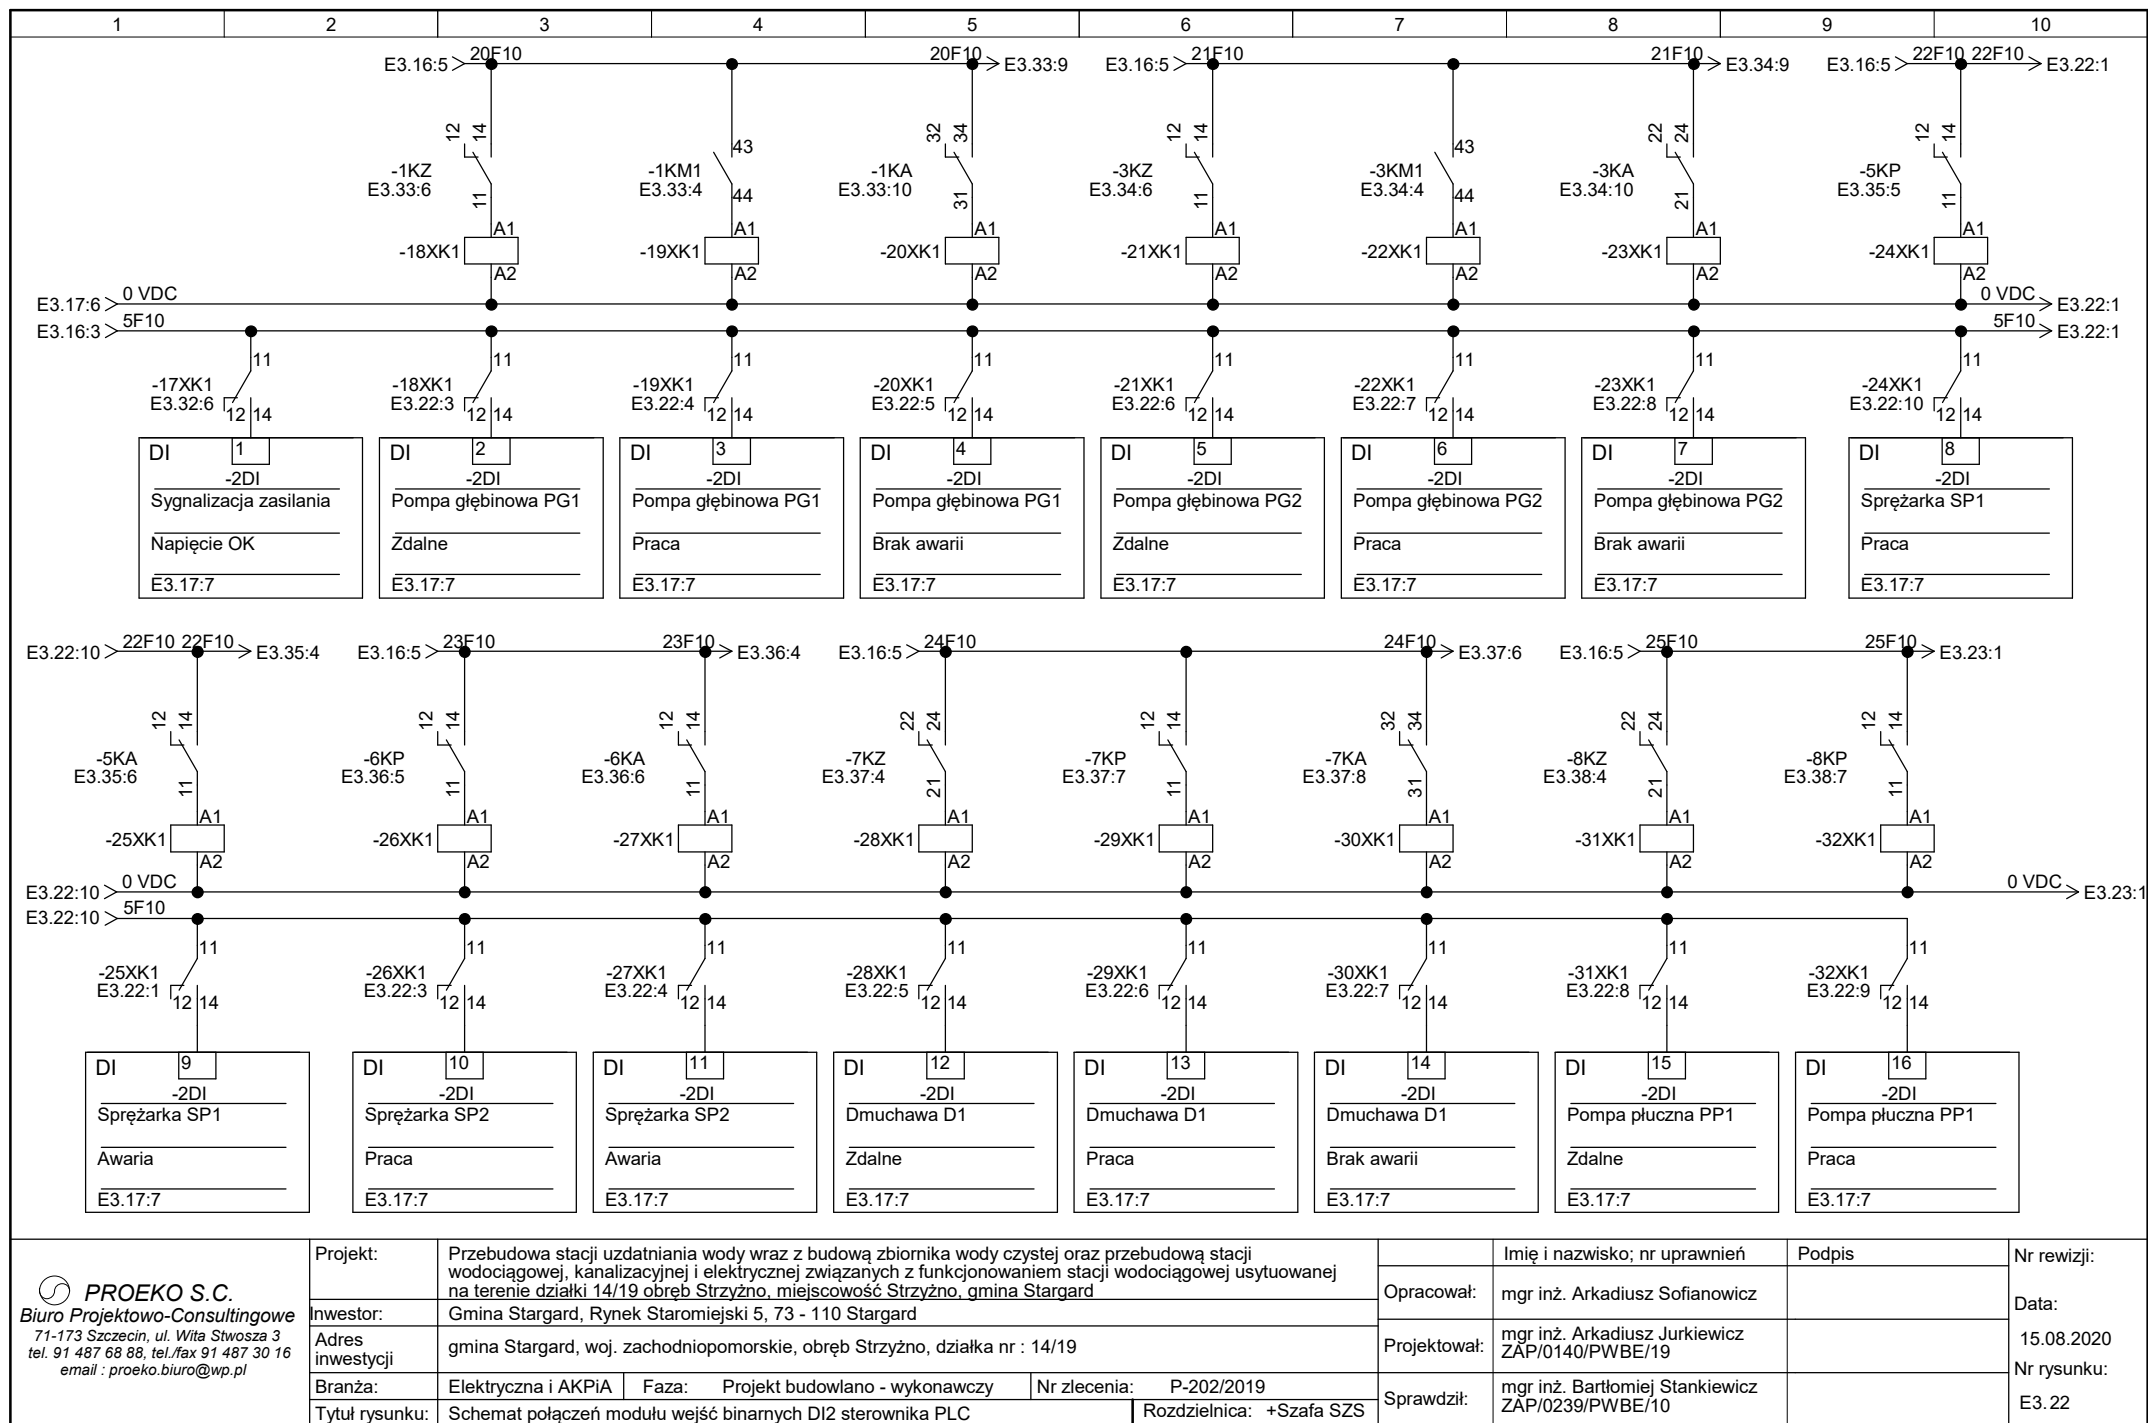 1 2 3 4 5 6 7 8 9 10
E3.16:5 20F10 20F10 E3.33:9 E3.16:5 21F10 21F10 E3.34:9 E3.16:5 22F10 22F10 E3.22:1
12 14 43 32 34 12 14 43 22 24 12 14
-1KZ -1KM1 -1KA -3KZ -3KM1 -3KA -5KP
E3.33:6 E3.33:4 E3.33:10 E3.34:6 E3.34:4 E3.34:10 E3.35:5
11 44 31 11 44 21 11
A1 A1 A1 A1 A1 A1 A1
-18XK1 -19XK1 -20XK1 -21XK1 -22XK1 -23XK1 -24XK1
A2 A2 A2 A2 A2 A2 A2
E3.17:6 0 VDC 0 VDC E3.22:1
E3.16:3 5F10 5F10 E3.22:1
11 11 11 11 11 11 11 11
-17XK1 -18XK1 -19XK1 -20XK1 -21XK1 -22XK1 -23XK1 -24XK1
E3.32:6 E3.22:3 E3.22:4 E3.22:5 E3.22:6 E3.22:7 E3.22:8 E3.22:10
12 14 12 14 12 14 12 14 12 14 12 14 12 14 12 14
DI 1 DI 2 DI 3 DI 4 DI 5 DI 6 DI 7 DI 8
-2DI -2DI -2DI -2DI -2DI -2DI -2DI -2DI
Sygnalizacja zasilania Pompa głębinowa PG1 Pompa głębinowa PG1 Pompa głębinowa PG1 Pompa głębinowa PG2 Pompa głębinowa PG2 Pompa głębinowa PG2 Sprężarka SP1
Napięcie OK Zdalne Praca Brak awarii Zdalne Praca Brak awarii Praca
E3.17:7 E3.17:7 E3.17:7 E3.17:7 E3.17:7 E3.17:7 E3.17:7 E3.17:7
E3.22:10 22F10 22F10 E3.35:4 E3.16:5 23F10 23F10 E3.36:4 E3.16:5 24F10 24F10 E3.37:6 E3.16:5 25F10 25F10 E3.23:1
12 14 12 14 12 14 22 24 12 14 32 34 22 24 12 14
-5KA -6KP -6KA -7KZ -7KP -7KA -8KZ -8KP
E3.35:6 E3.36:5 E3.36:6 E3.37:4 E3.37:7 E3.37:8 E3.38:4 E3.38:7
11 11 11 21 11 31 21 11
A1 A1 A1 A1 A1 A1 A1 A1
-25XK1 -26XK1 -27XK1 -28XK1 -29XK1 -30XK1 -31XK1 -32XK1
A2 A2 A2 A2 A2 A2 A2 A2
E3.22:10 0 VDC 0 VDC E3.23:1
E3.22:10 5F10
11 11 11 11 11 11 11 11
-25XK1 -26XK1 -27XK1 -28XK1 -29XK1 -30XK1 -31XK1 -32XK1
E3.22:1 E3.22:3 E3.22:4 E3.22:5 E3.22:6 E3.22:7 E3.22:8 E3.22:9
12 14 12 14 12 14 12 14 12 14 12 14 12 14 12 14
DI 9 DI 10 DI 11 DI 12 DI 13 DI 14 DI 15 DI 16
-2DI -2DI -2DI -2DI -2DI -2DI -2DI -2DI
Sprężarka SP1 Sprężarka SP2 Sprężarka SP2 Dmuchawa D1 Dmuchawa D1 Dmuchawa D1 Pompa płuczna PP1 Pompa płuczna PP1
Awaria Praca Awaria Zdalne Praca Brak awarii Zdalne Praca
E3.17:7 E3.17:7 E3.17:7 E3.17:7 E3.17:7 E3.17:7 E3.17:7 E3.17:7
PROEKO S.C.
Biuro Projektowo-Consultingowe
71-173 Szczecin, ul. Wita Stwosza 3
tel. 91 487 68 88, tel./fax 91 487 30 16
email : proeko.biuro@wp.pl
Projekt: Przebudowa stacji uzdatniania wody wraz z budową zbiornika wody czystej oraz przebudową stacji
wodociągowej, kanalizacyjnej i elektrycznej związanych z funkcjonowaniem stacji wodociągowej usytuowanej
na terenie działki 14/19 obręb Strzyżno, miejscowość Strzyżno, gmina Stargard
Inwestor: Gmina Stargard, Rynek Staromiejski 5, 73 - 110 Stargard
Adres
inwestycji gmina Stargard, woj. zachodniopomorskie, obręb Strzyżno, działka nr : 14/19
Branża: Elektryczna i AKPiA Faza: Projekt budowlano - wykonawczy Nr zlecenia: P-202/2019
Tytuł rysunku: Schemat połączeń modułu wejść binarnych DI2 sterownika PLC Rozdzielnica: +Szafa SZS
Imię i nazwisko; nr uprawnień Podpis
Opracował: mgr inż. Arkadiusz Sofianowicz
Projektował: mgr inż. Arkadiusz Jurkiewicz
ZAP/0140/PWBE/19
Sprawdził: mgr inż. Bartłomiej Stankiewicz
ZAP/0239/PWBE/10
Nr rewizji:
Data:
15.08.2020
Nr rysunku:
E3. 22